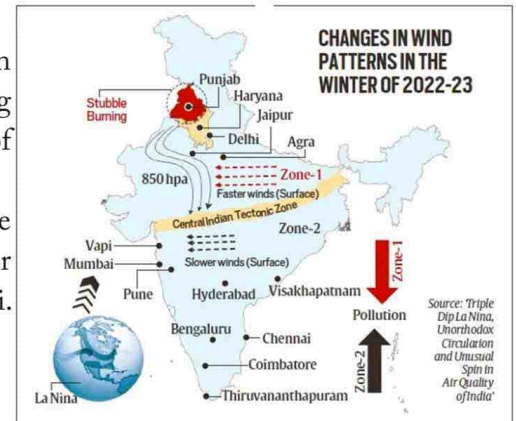 CHANGES IN WIND
PATTERNS IN THE
WINTER OF 2022-23
Punjab
Haryana
Stubble
Burning
Jaipur
Delhi
Agra
850 hpa
Zone-1
Faster winds (Surface)
Central Indian Tectonic Zone
Zone-2
Vapi
Slower winds (Surface)
Mumbai
Pune
Hyderabad
Visakhapatnam
Zone-1
Pollution
Zone-2
Bengaluru
Chennai
Coimbatore
Thiruvananthapuram
La Nina
Source: 'Triple
Dip La Nina,
Unorthodox
Circulation
and Unusual
Spin in
Air Quality
of India'